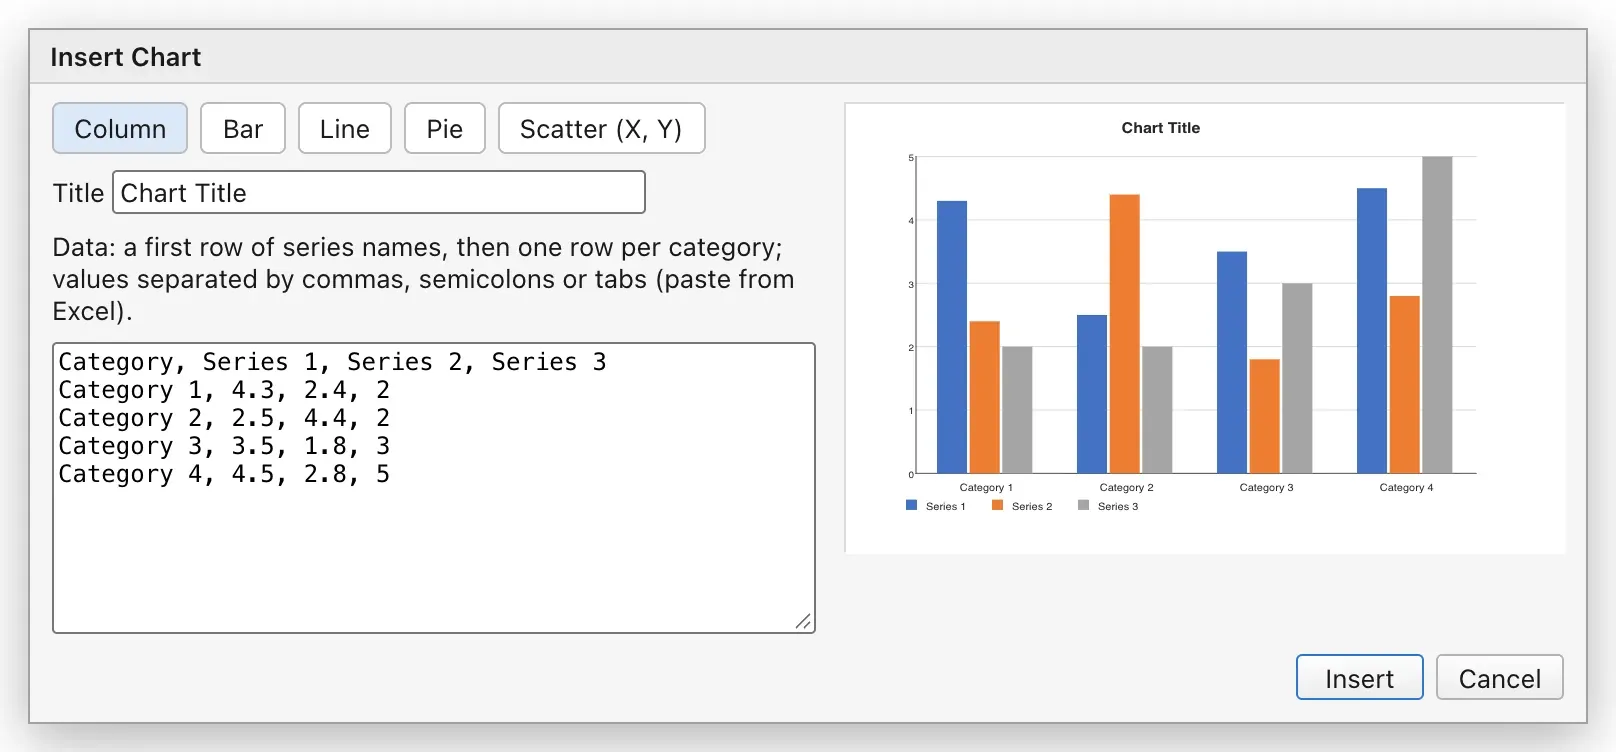 Insert Chart
Column
Bar
Line
Pie
Scatter (X, Y)
Title
Chart Title
Data: a first row of series names, then one row per category;
values separated by commas, semicolons or tabs (paste from
Excel).
Category, Series 1, Series 2, Series 3
Category 1, 4.3, 2.4, 2
Category 2, 2.5, 4.4, 2
Category 3, 3.5, 1.8, 3
Category 4, 4.5, 2.8, 5
Chart Title
5
4
3
2
1
0
Category 1
Category 2
Category 3
Category 4
Series 1
Series 2
Series 3
Insert
Cancel